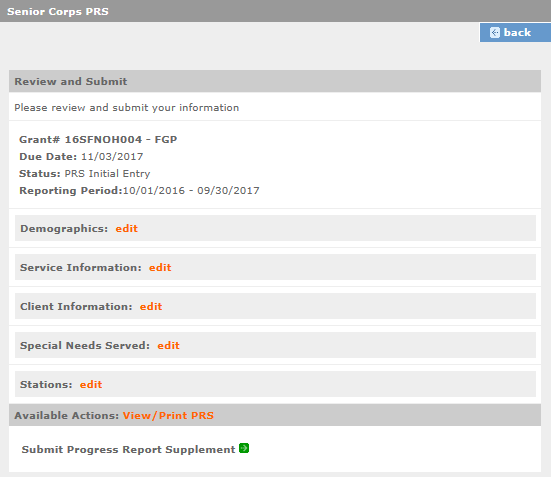 Senior Corps PRS
back
Review and Submit
Please review and submit your information
Grant# 16SFNOH004 - FGP
Due Date: 11/03/2017
Status: PRS Initial Entry
Reporting Period:10/01/2016 - 09/30/2017
Demographics: edit
Service Information: edit
Client Information: edit
Special Needs Served: edit
Stations: edit
Available Actions: View/Print PRS
Submit Progress Report Supplement